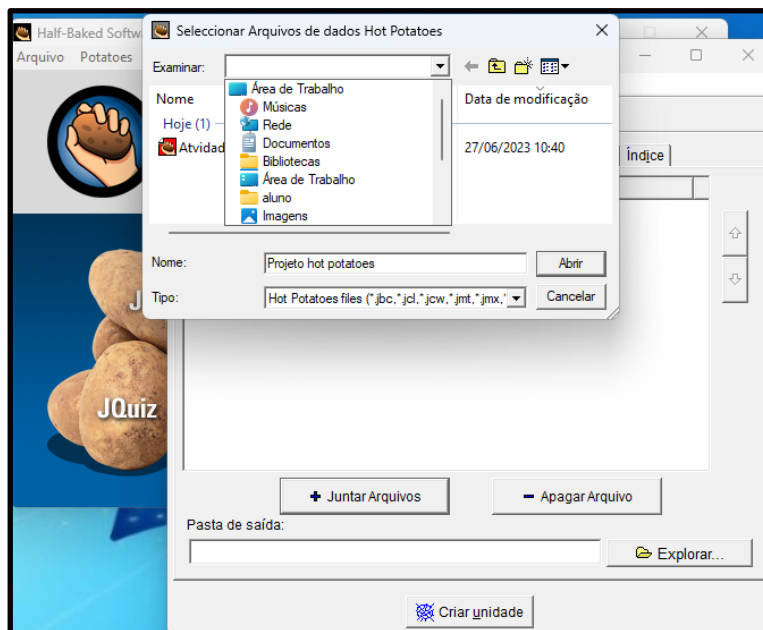 Half-Baked Softw
Arquivo Potatoes
Seleccionar Arquivos de dados Hot Potatoes
Examinar:
Nome
Data de modificação
Hoje (1)
Atvidad
27/06/2023 10:40
Área de Trabalho
Músicas
Rede
Documentos
Bibliotecas
Área de Trabalho
aluno
Imagens
Nome:
Projeto hot potatoes
Abrir
Tipo:
Hot Potatoes files (*.jbc,*.jcl,*.jcw,*.jmt,*.jmx,*
Cancelar
Índice
J
JQuiz
Juntar Arquivos
Apagar Arquivo
Pasta de saída:
Explorar...
Criar unidade